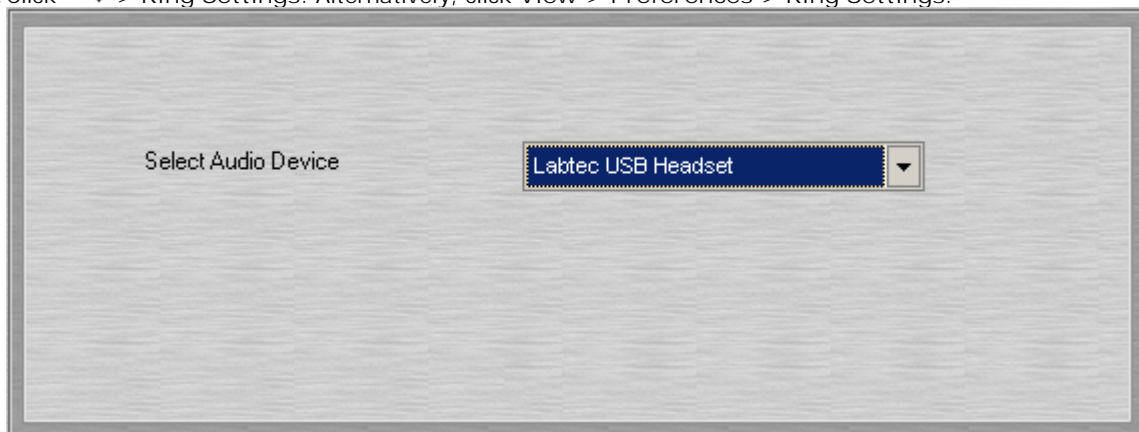 click > Ring Settings. Alternatively, click View > Preferences > Ring Settings.
Select Audio Device
Labtec USB Headset